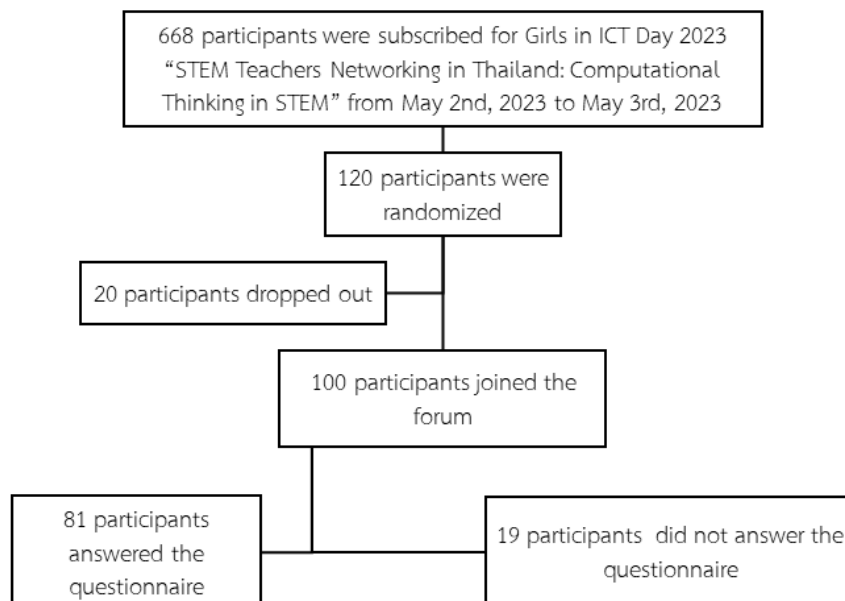 668 participants were subscribed for Girls in ICT Day 2023
“STEM Teachers Networking in Thailand: Computational
Thinking in STEM” from May 2nd, 2023 to May 3rd, 2023
120 participants were
randomized
20 participants dropped out
100 participants joined the
forum
81 participants
answered the
questionnaire
19 participants did not answer the
questionnaire